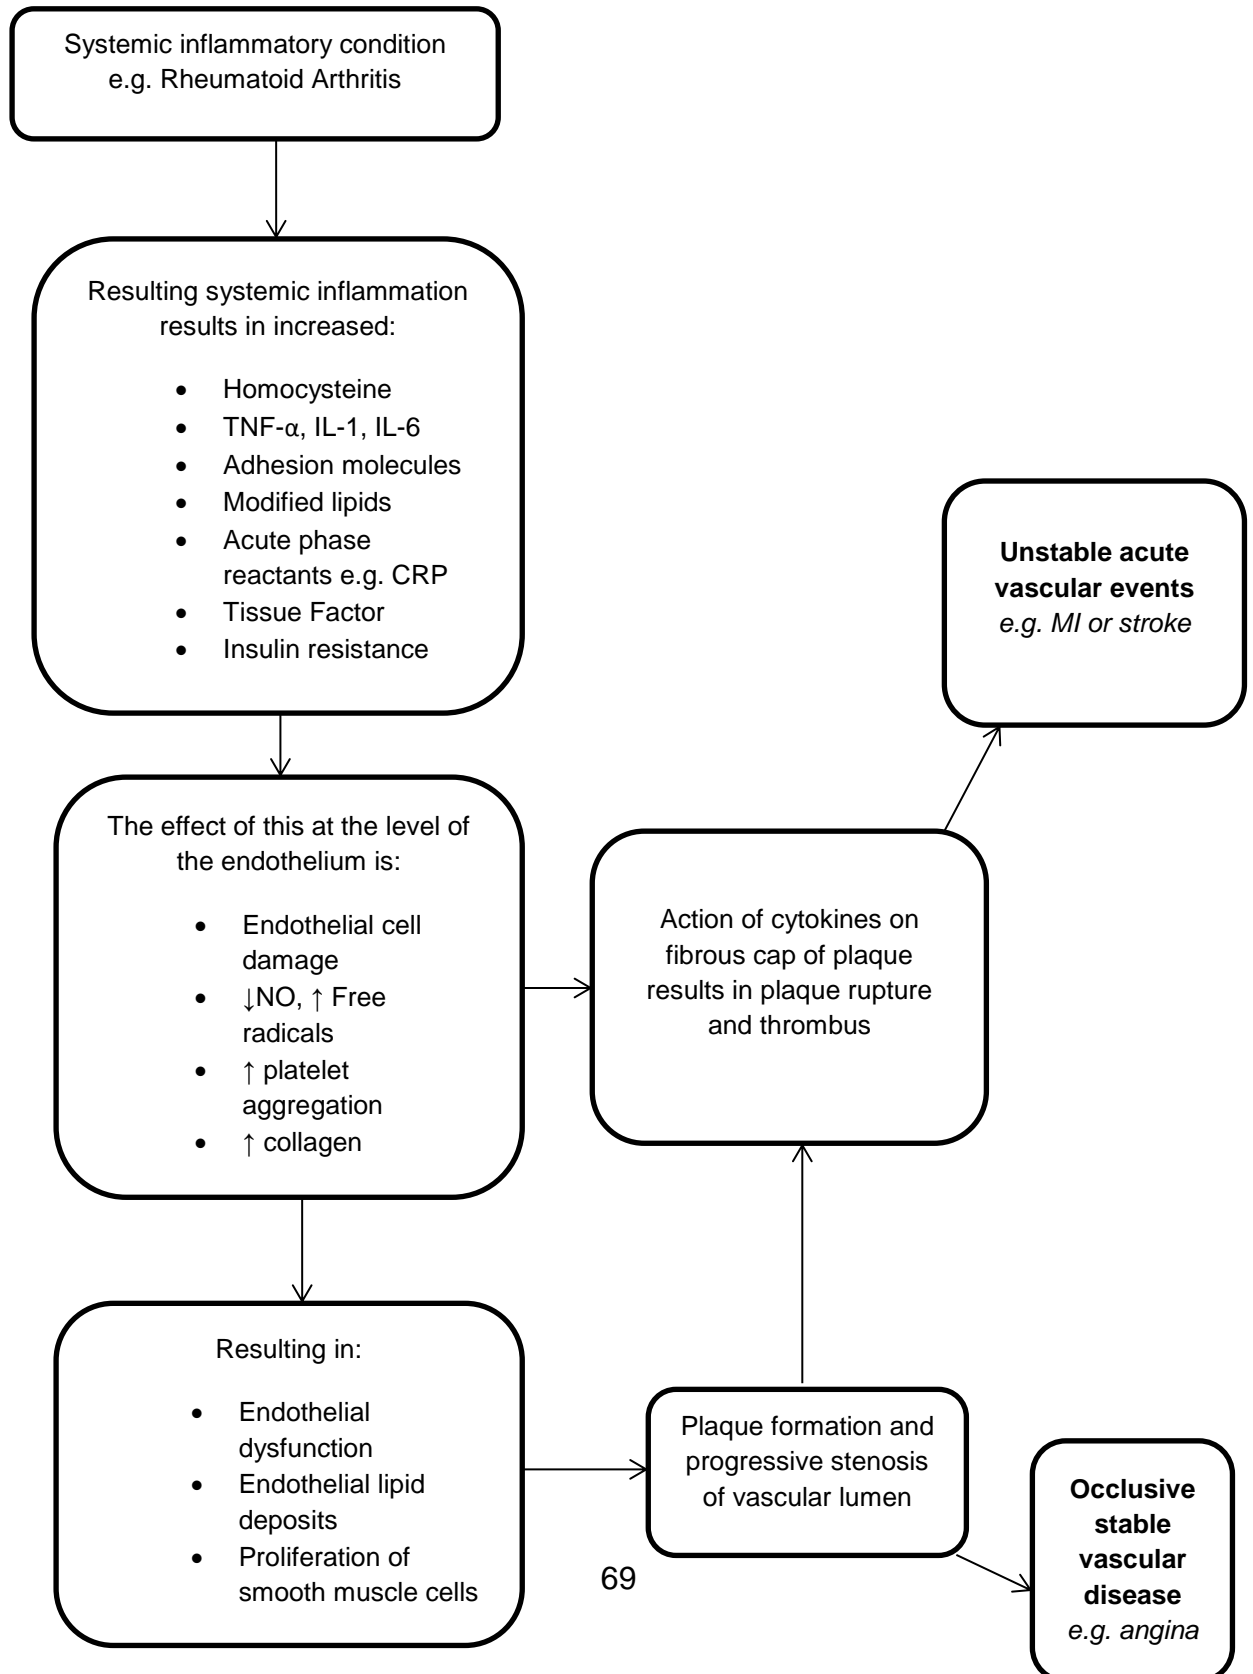 Systemic inflammatory condition
e.g. Rheumatoid Arthritis
Resulting systemic inflammation
results in increased:
• Homocysteine
• TNF-α, IL-1, IL-6
• Adhesion molecules
• Modified lipids
• Acute phase
reactants e.g. CRP
• Tissue Factor
• Insulin resistance
The effect of this at the level of
the endothelium is:
• Endothelial cell
damage
• ↓NO, ↑ Free
radicals
• ↑ platelet
aggregation
• ↑ collagen
Resulting in:
• Endothelial
dysfunction
• Endothelial lipid
deposits
• Proliferation of
smooth muscle cells
Plaque formation and
progressive stenosis
of vascular lumen
Action of cytokines on
fibrous cap of plaque
results in plaque rupture
and thrombus
Unstable acute
vascular events
e.g. MI or stroke
Occlusive
stable
vascular
disease
e.g. angina
69